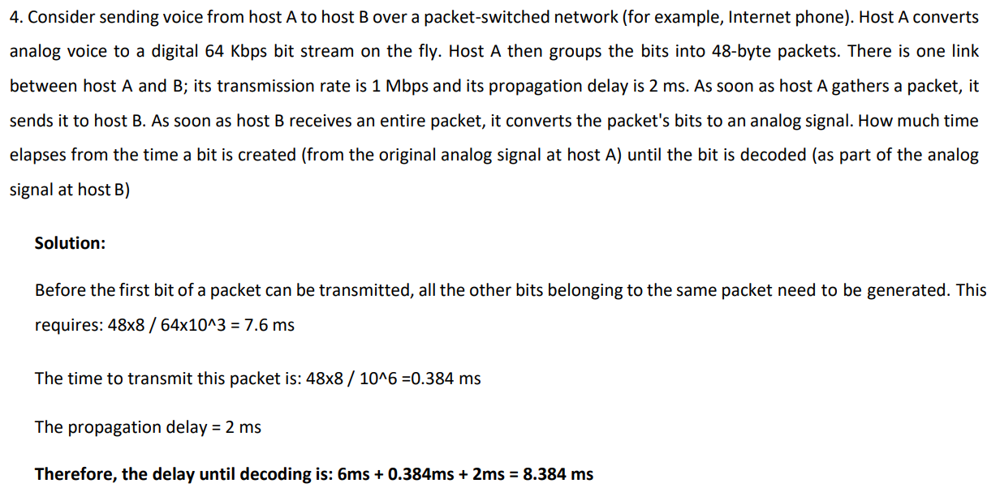 4. Consider sending voice from host A to host B over a packet-switched network (for example, Internet phone). Host A converts
analog voice to a digital 64 Kbps bit stream on the fly. Host A then groups the bits into 48-byte packets. There is one link
between host A and B; its transmission rate is 1 Mbps and its propagation delay is 2 ms. As soon as host A gathers a packet, it
sends it to host B. As soon as host B receives an entire packet, it converts the packet's bits to an analog signal. How much time
elapses from the time a bit is created (from the original analog signal at host A) until the bit is decoded (as part of the analog
signal at host B)
Solution:
Before the first bit of a packet can be transmitted, all the other bits belonging to the same packet need to be generated. This
requires: 48x8 / 64x10^3 = 7.6 ms
The time to transmit this packet is: 48x8 / 10^6 =0.384 ms
The propagation delay = 2 ms
Therefore, the delay until decoding is: 6ms + 0.384ms + 2ms = 8.384 ms